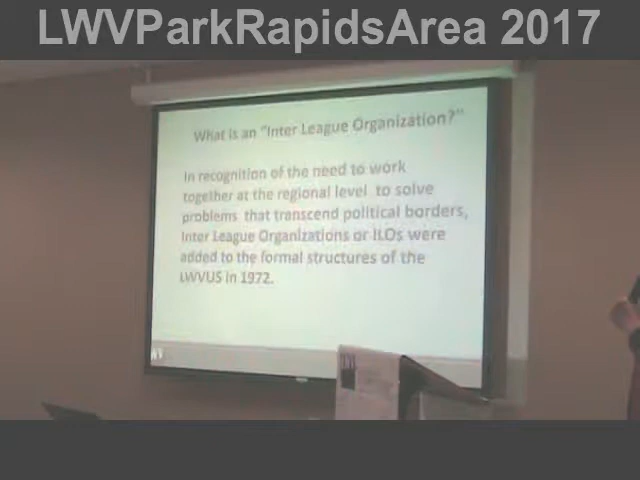 LWVParkRapidsArea 2017
What is an "Inter League Organization?"
In recognition of the need to work
together at the regional level to solve
problems that transcend political borders,
Inter League Organizations or ILOs were
added to the formal structures of the
LWVUS in 1972.